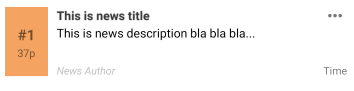 #1
37p
This is news title
This is news description bla bla bla...
News Author
Time